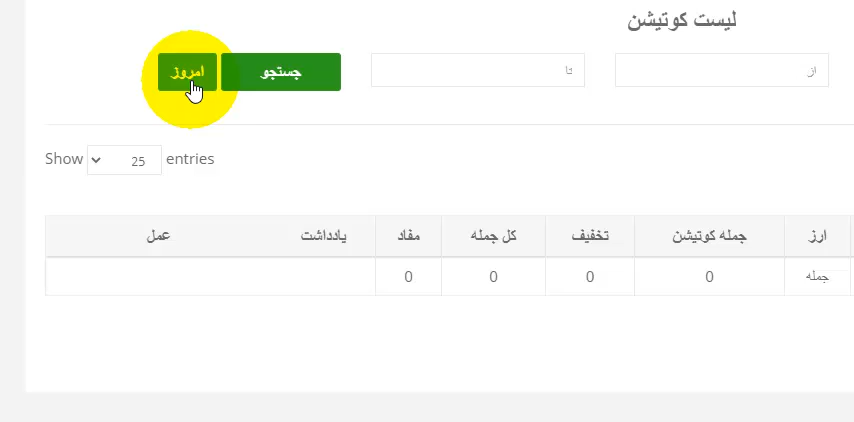 لیست کوتیشن
از تا جستجو امروز
Show 25 entries
ارز جمله کوتیشن تخفیف کل جمله مفاد یادداشت عمل
جمله 0 0 0 0